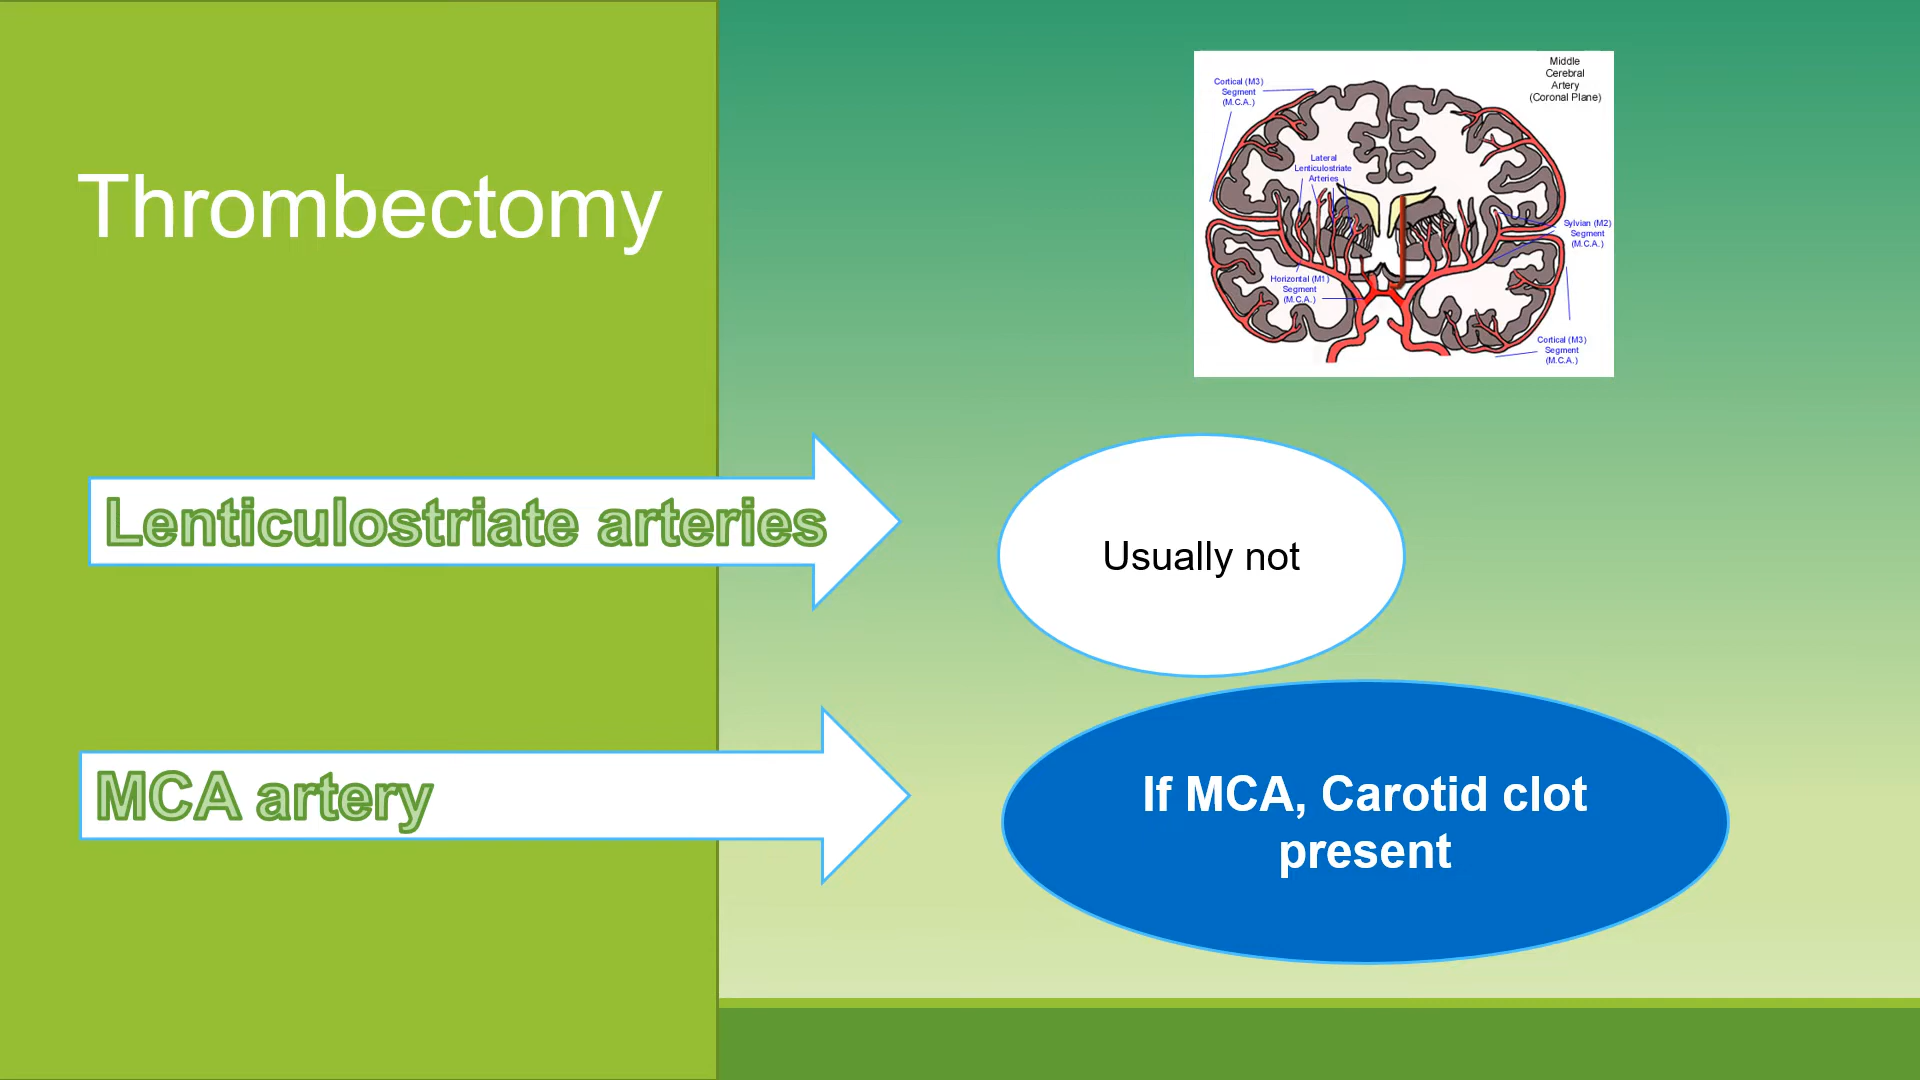 Thrombectomy
Middle
Cerebral
Artery
(Coronal Plane)
Cortical (M3)
Segment
(M.C.A.)
Lateral
Lenticulostriate
Arteries
Sylvian (M2)
Segment
(M.C.A.)
Horizontal (M1)
Segment
(M.C.A.)
Cortical (M3)
Segment
(M.C.A.)
Lenticulostriate arteries
Usually not
MCA artery
If MCA, Carotid clot
present